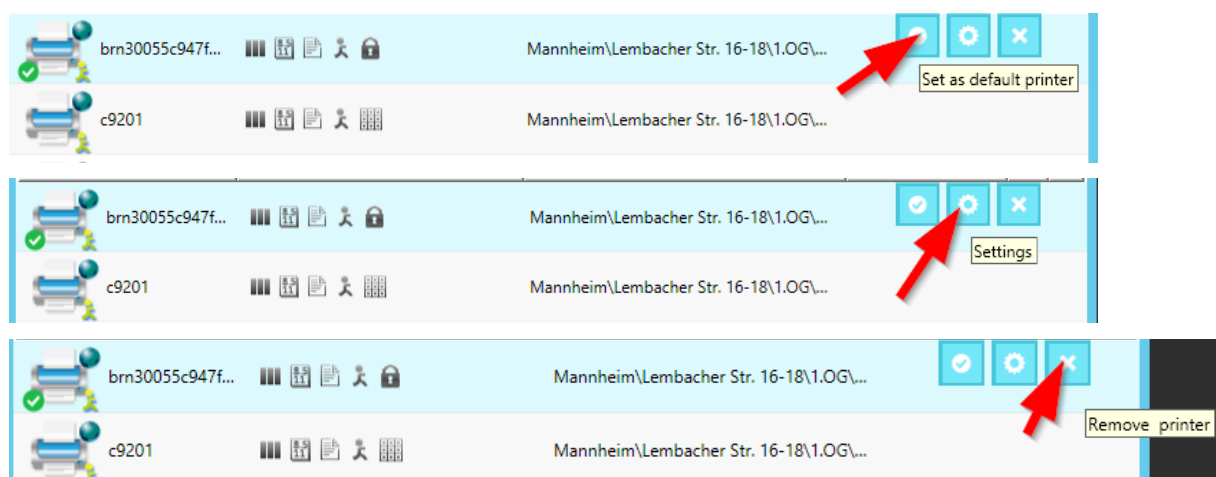 brn30055c947f... Mannheim\Lembacher Str. 16-18\1.OG\...
Set as default printer
c9201 Mannheim\Lembacher Str. 16-18\1.OG\...
brn30055c947f... Mannheim\Lembacher Str. 16-18\1.OG\...
Settings
c9201 Mannheim\Lembacher Str. 16-18\1.OG\...
brn30055c947f... Mannheim\Lembacher Str. 16-18\1.OG\...
Remove printer
c9201 Mannheim\Lembacher Str. 16-18\1.OG\...